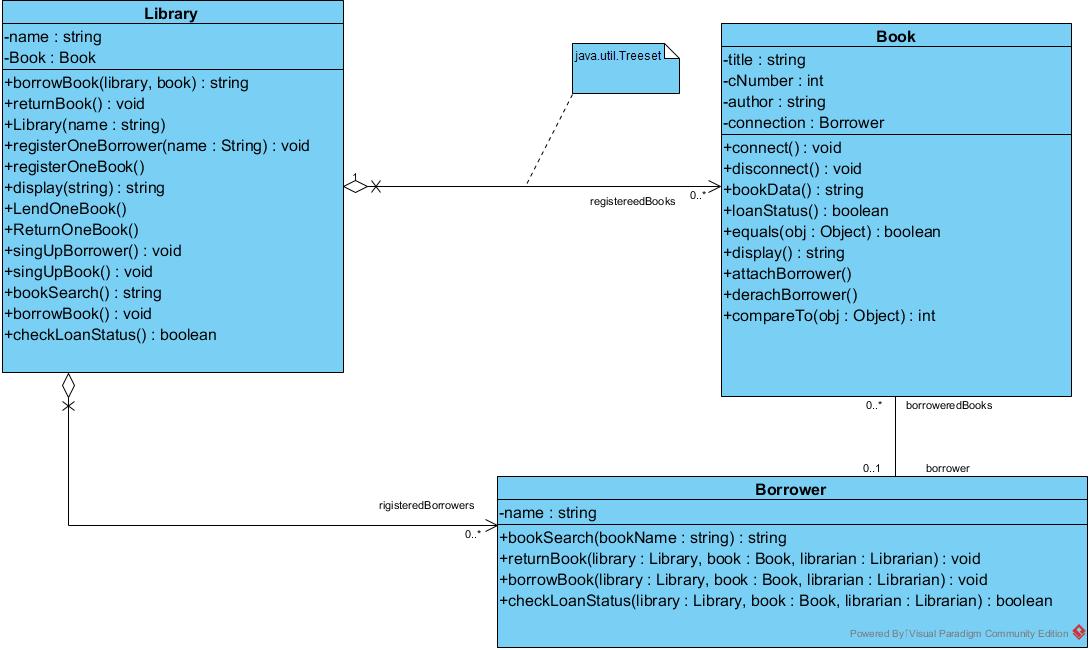 Library
-name : string
-Book : Book
+borrowBook(library, book) : string
+returnBook() : void
+Library(name : string)
+registerOneBorrower(name : String) : void
+registerOneBook()
+display(string) : string
+LendOneBook()
+ReturnOneBook()
+singUpBorrower() : void
+singUpBook() : void
+bookSearch() : string
+borrowBook() : void
+checkLoanStatus() : boolean
java.util.Treeset
1
registereedBooks
0..*
Book
-title : string
-cNumber : int
-author : string
-connection : Borrower
+connect() : void
+disconnect() : void
+bookData() : string
+loanStatus() : boolean
+equals(obj : Object) : boolean
+display() : string
+attachBorrower()
+derachBorrower()
+compareTo(obj : Object) : int
0..* borroweredBooks
0..1 borrower
rigisteredBorrowers
0..*
Borrower
-name : string
+bookSearch(bookName : string) : string
+returnBook(library : Library, book : Book, librarian : Librarian) : void
+borrowBook(library : Library, book : Book, librarian : Librarian) : void
+checkLoanStatus(library : Library, book : Book, librarian : Librarian) : boolean
Powered By Visual Paradigm Community Edition